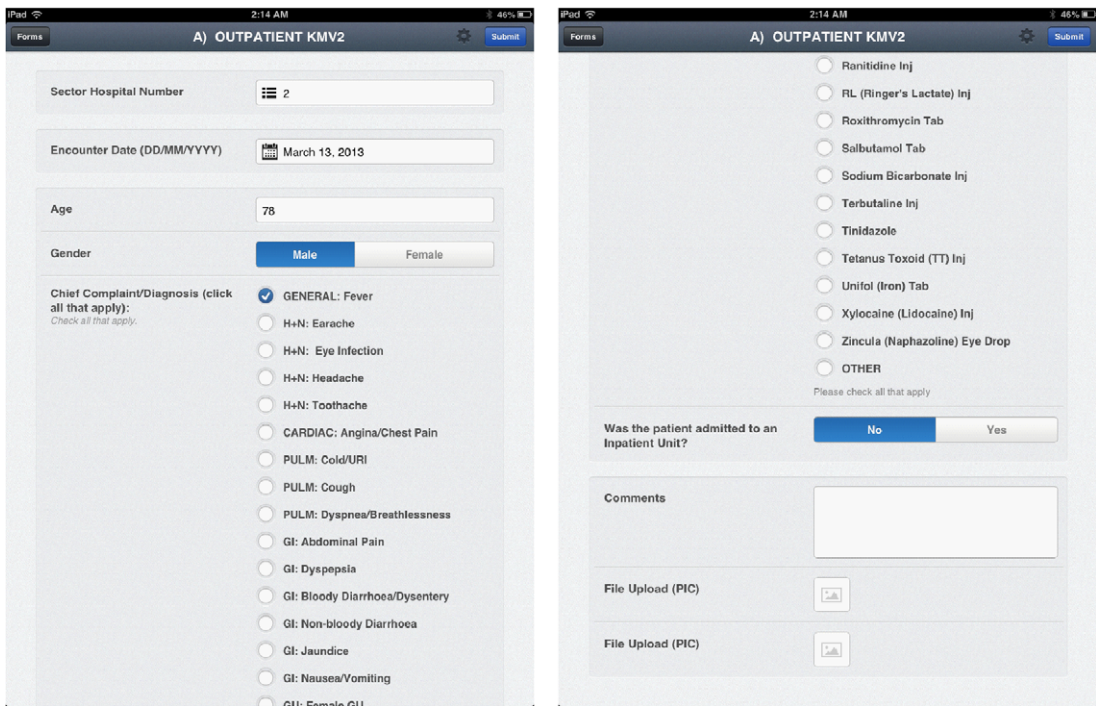 iPad 2:14 AM 46%
Forms A) OUTPATIENT KMV2 Submit
Sector Hospital Number 2
Encounter Date (DD/MM/YYYY) March 13, 2013
Age 78
Gender Male Female
Chief Complaint/Diagnosis (click
all that apply):
Check all that apply.
GENERAL: Fever
H+N: Earache
H+N: Eye Infection
H+N: Headache
H+N: Toothache
CARDIAC: Angina/Chest Pain
PULM: Cold/URI
PULM: Cough
PULM: Dyspnea/Breathlessness
GI: Abdominal Pain
GI: Dyspepsia
GI: Bloody Diarrhoea/Dysentery
GI: Non-bloody Diarrhoea
GI: Jaundice
GI: Nausea/Vomiting
GU: Female GU
iPad 2:14 AM 46%
Forms A) OUTPATIENT KMV2 Submit
Ranitidine Inj
RL (Ringer's Lactate) Inj
Roxithromycin Tab
Salbutamol Tab
Sodium Bicarbonate Inj
Terbutaline Inj
Tinidazole
Tetanus Toxoid (TT) Inj
Unifol (Iron) Tab
Xylocaine (Lidocaine) Inj
Zincula (Naphazoline) Eye Drop
OTHER
Please check all that apply
Was the patient admitted to an
Inpatient Unit?
No Yes
Comments
File Upload (PIC)
File Upload (PIC)